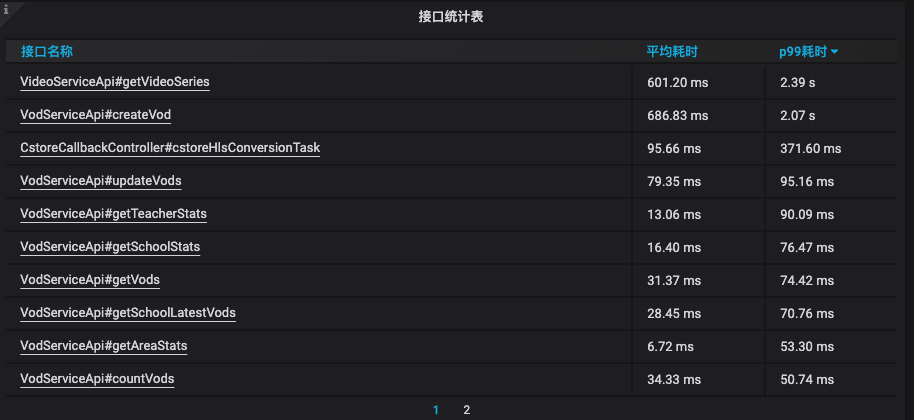 接口统计表
接口名称 平均耗时 p99耗时
VideoServiceApi#getVideoSeries 601.20 ms 2.39 s
VodServiceApi#createVod 686.83 ms 2.07 s
CstoreCallbackController#cstoreHlsConversionTask 95.66 ms 371.60 ms
VodServiceApi#updateVods 79.35 ms 95.16 ms
VodServiceApi#getTeacherStats 13.06 ms 90.09 ms
VodServiceApi#getSchoolStats 16.40 ms 76.47 ms
VodServiceApi#getVods 31.37 ms 74.42 ms
VodServiceApi#getSchoolLatestVods 28.45 ms 70.76 ms
VodServiceApi#getAreaStats 6.72 ms 53.30 ms
VodServiceApi#countVods 34.33 ms 50.74 ms
1 2